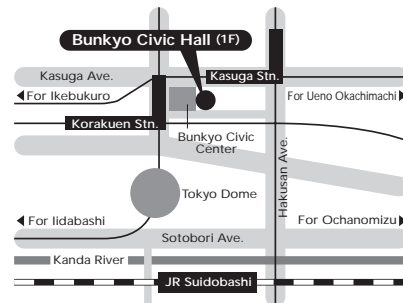 Bunkyo Civic Hall (1F)
Kasuga Ave.
Kasuga Stn.
For Ikebukuro
For Ueno Okachimachi
Korakuen Stn.
Bunkyo Civic
Center
Hakusan Ave.
Tokyo Dome
For Iidabashi
For Ochanomizu
Sotobori Ave.
Kanda River
JR Suidobashi